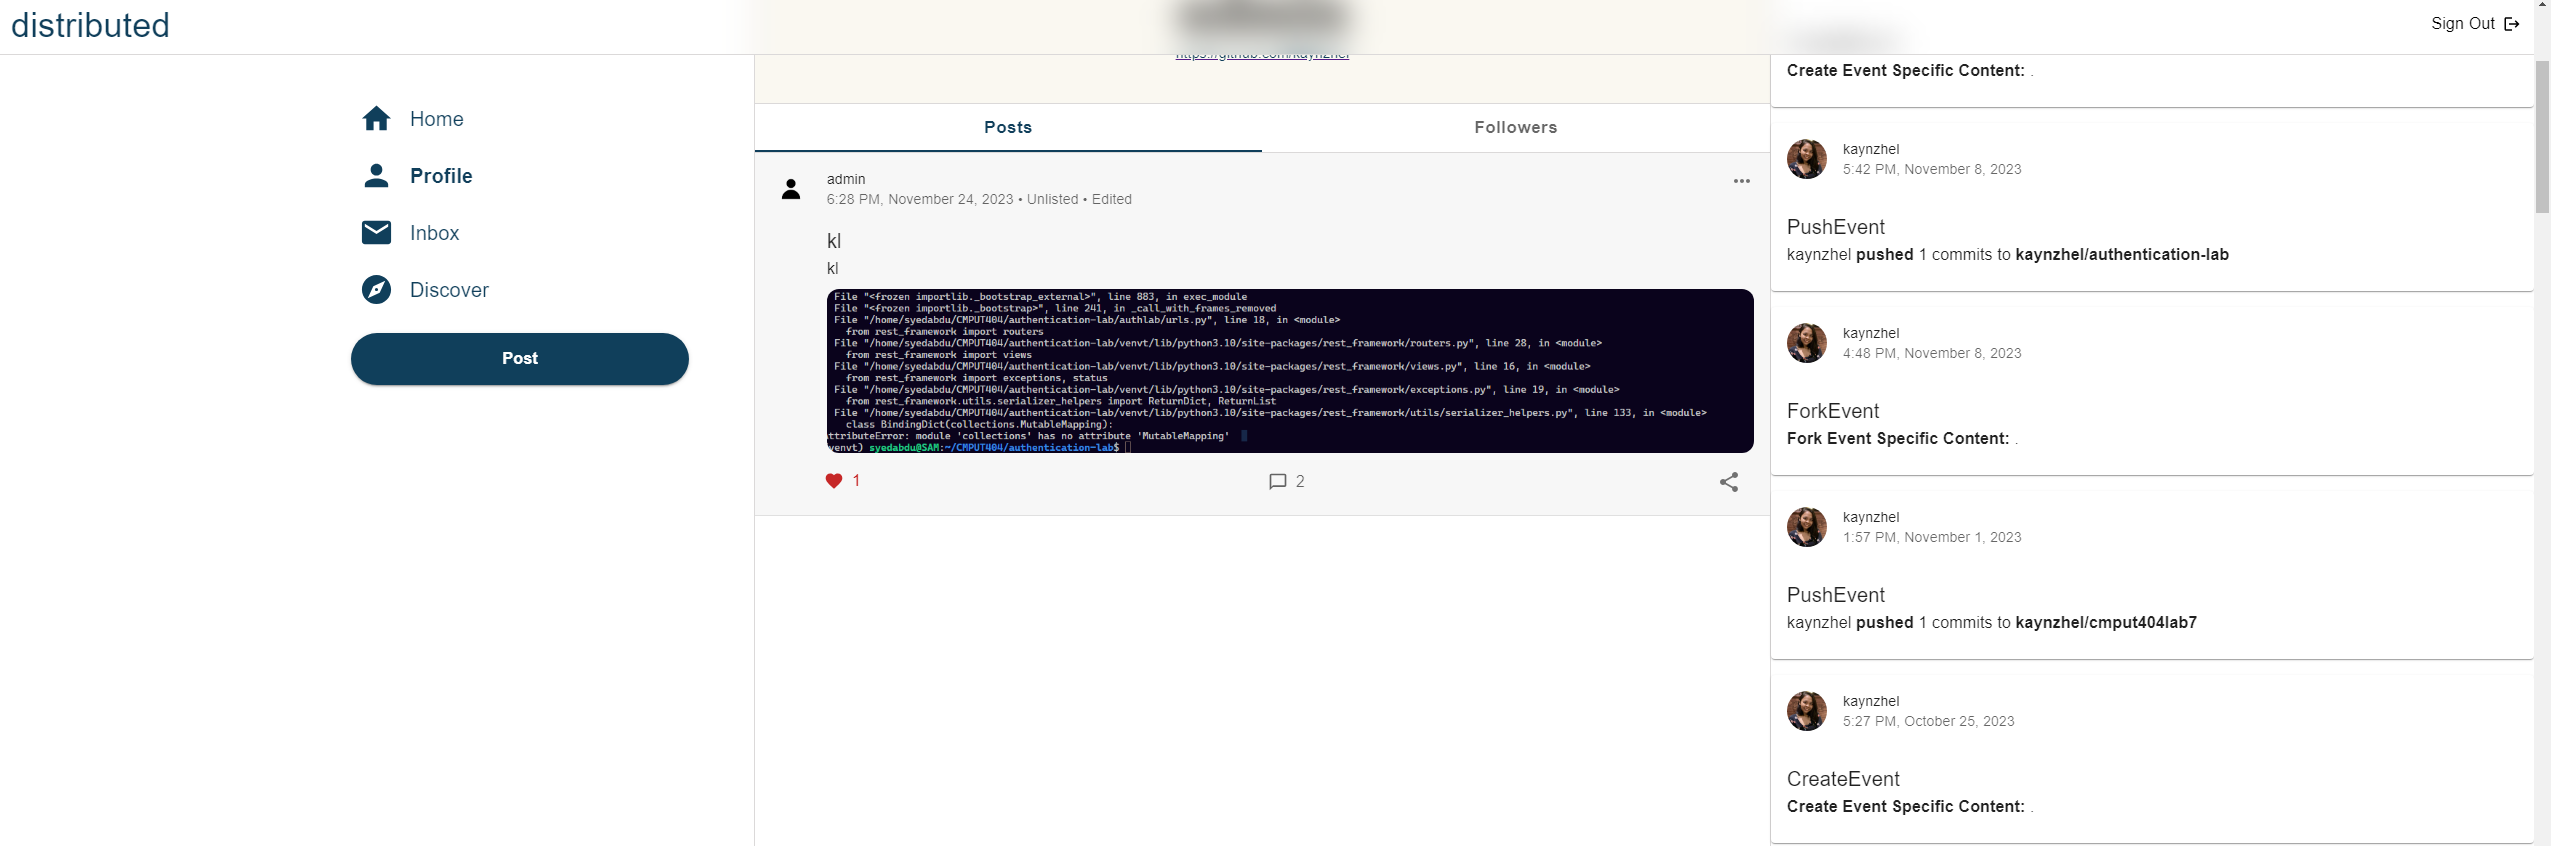 distributed
Sign Out
Home
Profile
Inbox
Discover
Post
https://github.com/kaynzhel
Posts
Followers
admin
6:28 PM, November 24, 2023 • Unlisted • Edited
kl
kl
File "<frozen importlib._bootstrap_external>", line 883, in exec_module
File "<frozen importlib._bootstrap>", line 241, in _call_with_frames_removed
File "/home/syedabdu/CMPUT404/authentication-lab/authlab/urls.py", line 18, in <module>
from rest_framework import routers
File "/home/syedabdu/CMPUT404/authentication-lab/venvt/lib/python3.10/site-packages/rest_framework/routers.py", line 28, in <module>
from rest_framework import views
File "/home/syedabdu/CMPUT404/authentication-lab/venvt/lib/python3.10/site-packages/rest_framework/views.py", line 16, in <module>
from rest_framework import exceptions, status
File "/home/syedabdu/CMPUT404/authentication-lab/venvt/lib/python3.10/site-packages/rest_framework/exceptions.py", line 19, in <module>
from rest_framework.utils.serializer_helpers import ReturnDict, ReturnList
File "/home/syedabdu/CMPUT404/authentication-lab/venvt/lib/python3.10/site-packages/rest_framework/utils/serializer_helpers.py", line 133, in <module>
class BindingDict(collections.MutableMapping):
ttributeError: module 'collections' has no attribute 'MutableMapping'
venvt) syedabdu@SAM:~/CMPUT404/authentication-lab$
1
2
Create Event Specific Content: .
kaynzhel
5:42 PM, November 8, 2023
PushEvent
kaynzhel pushed 1 commits to kaynzhel/authentication-lab
kaynzhel
4:48 PM, November 8, 2023
ForkEvent
Fork Event Specific Content: .
kaynzhel
1:57 PM, November 1, 2023
PushEvent
kaynzhel pushed 1 commits to kaynzhel/cmput404lab7
kaynzhel
5:27 PM, October 25, 2023
CreateEvent
Create Event Specific Content: .